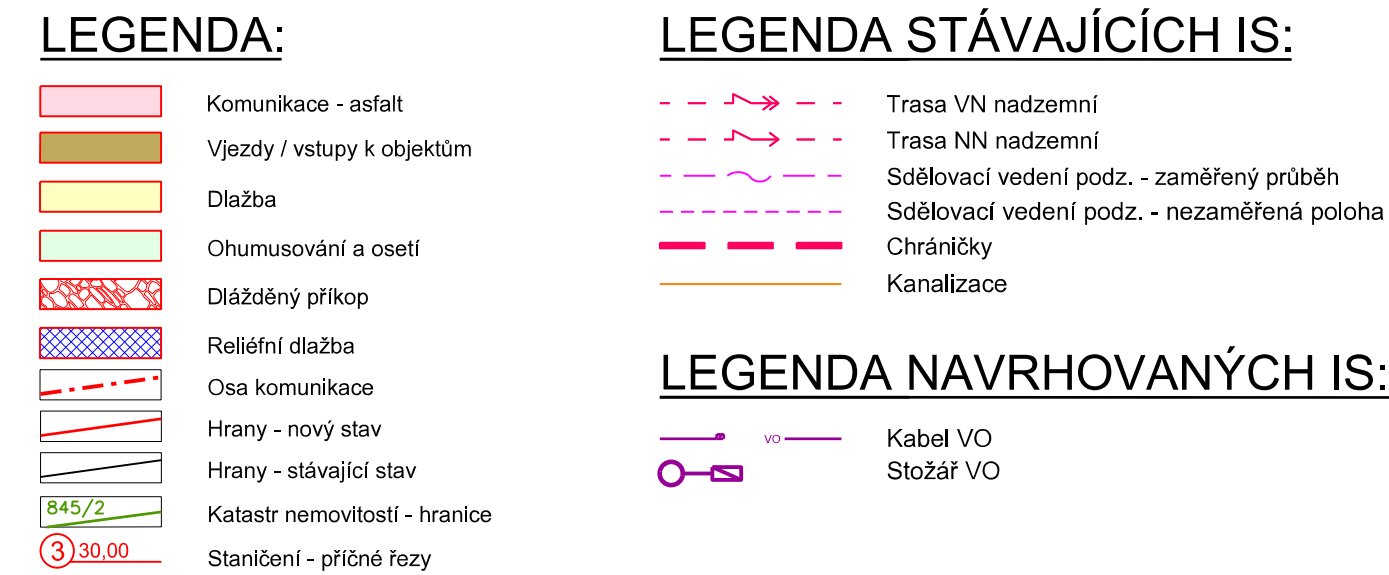 LEGENDA:
Komunikace - asfalt
Vjezdy / vstupy k objektům
Dlažba
Ohumusování a osetí
Dlážděný příkop
Reliéfní dlažba
Osa komunikace
Hrany - nový stav
Hrany - stávající stav
845/2 Katastr nemovitostí - hranice
3 30,00 Staničení - příčné řezy
LEGENDA STÁVAJÍCÍCH IS:
Trasa VN nadzemní
Trasa NN nadzemní
Sdělovací vedení podz. - zaměřený průběh
Sdělovací vedení podz. - nezaměřená poloha
Chráničky
Kanalizace
LEGENDA NAVRHOVANÝCH IS:
VO Kabel VO
Stožář VO